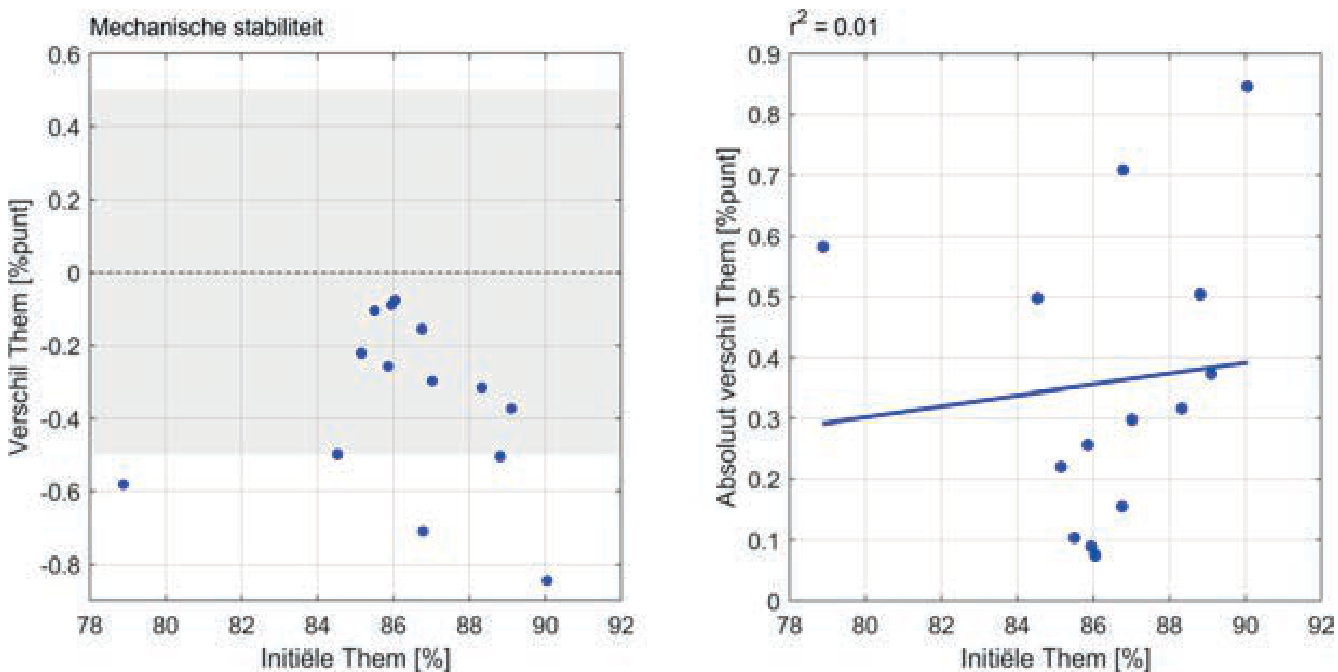 Mechanische stabiliteit
0.6
0.4
0.2
0
-0.2
-0.4
-0.6
-0.8
Verschil Them [%punt]
78 80 82 84 86 88 90 92
Initiële Them [%]
r² = 0.01
0.9
0.8
0.7
0.6
0.5
0.4
0.3
0.2
0.1
0
Absoluut verschil Them [%punt]
78 80 82 84 86 88 90 92
Initiële Them [%]